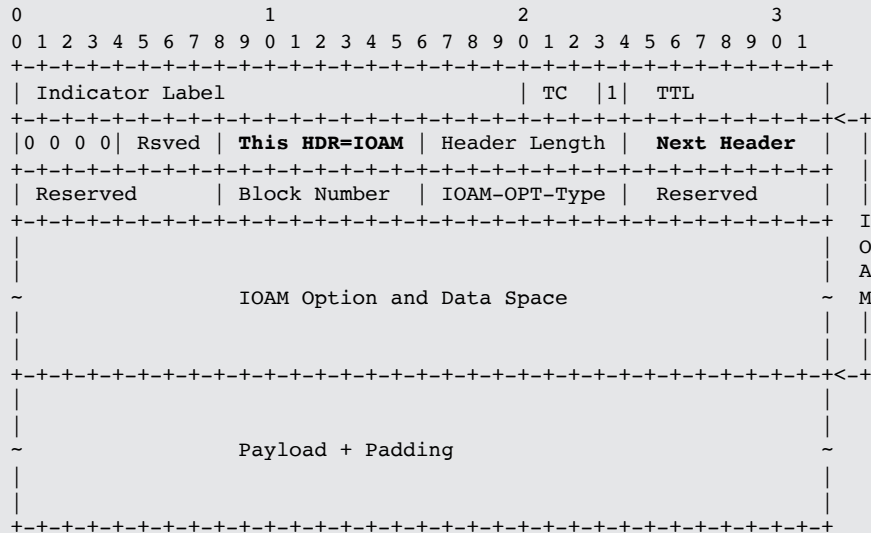 0                   1                   2                   3
0 1 2 3 4 5 6 7 8 9 0 1 2 3 4 5 6 7 8 9 0 1 2 3 4 5 6 7 8 9 0 1
+-+-+-+-+-+-+-+-+-+-+-+-+-+-+-+-+-+-+-+-+-+-+-+-+-+-+-+-+-+-+-+-+
| Indicator Label                       | TC  |1|  TTL          |
+-+-+-+-+-+-+-+-+-+-+-+-+-+-+-+-+-+-+-+-+-+-+-+-+-+-+-+-+-+-+-+-+<-+
|0 0 0 0| Rsved | This HDR=IOAM | Header Length |  Next Header  |  |
+-+-+-+-+-+-+-+-+-+-+-+-+-+-+-+-+-+-+-+-+-+-+-+-+-+-+-+-+-+-+-+-+  |
| Reserved      | Block Number  | IOAM-OPT-Type |  Reserved     |  |
+-+-+-+-+-+-+-+-+-+-+-+-+-+-+-+-+-+-+-+-+-+-+-+-+-+-+-+-+-+-+-+-+  I
|                                                               |  O
|                                                               |  A
~                 IOAM Option and Data Space                    ~  M
|                                                               |  |
|                                                               |  |
+-+-+-+-+-+-+-+-+-+-+-+-+-+-+-+-+-+-+-+-+-+-+-+-+-+-+-+-+-+-+-+-+<-+
|                                                               |
|                                                               |
~                 Payload + Padding                             ~
|                                                               |
|                                                               |
+-+-+-+-+-+-+-+-+-+-+-+-+-+-+-+-+-+-+-+-+-+-+-+-+-+-+-+-+-+-+-+-+